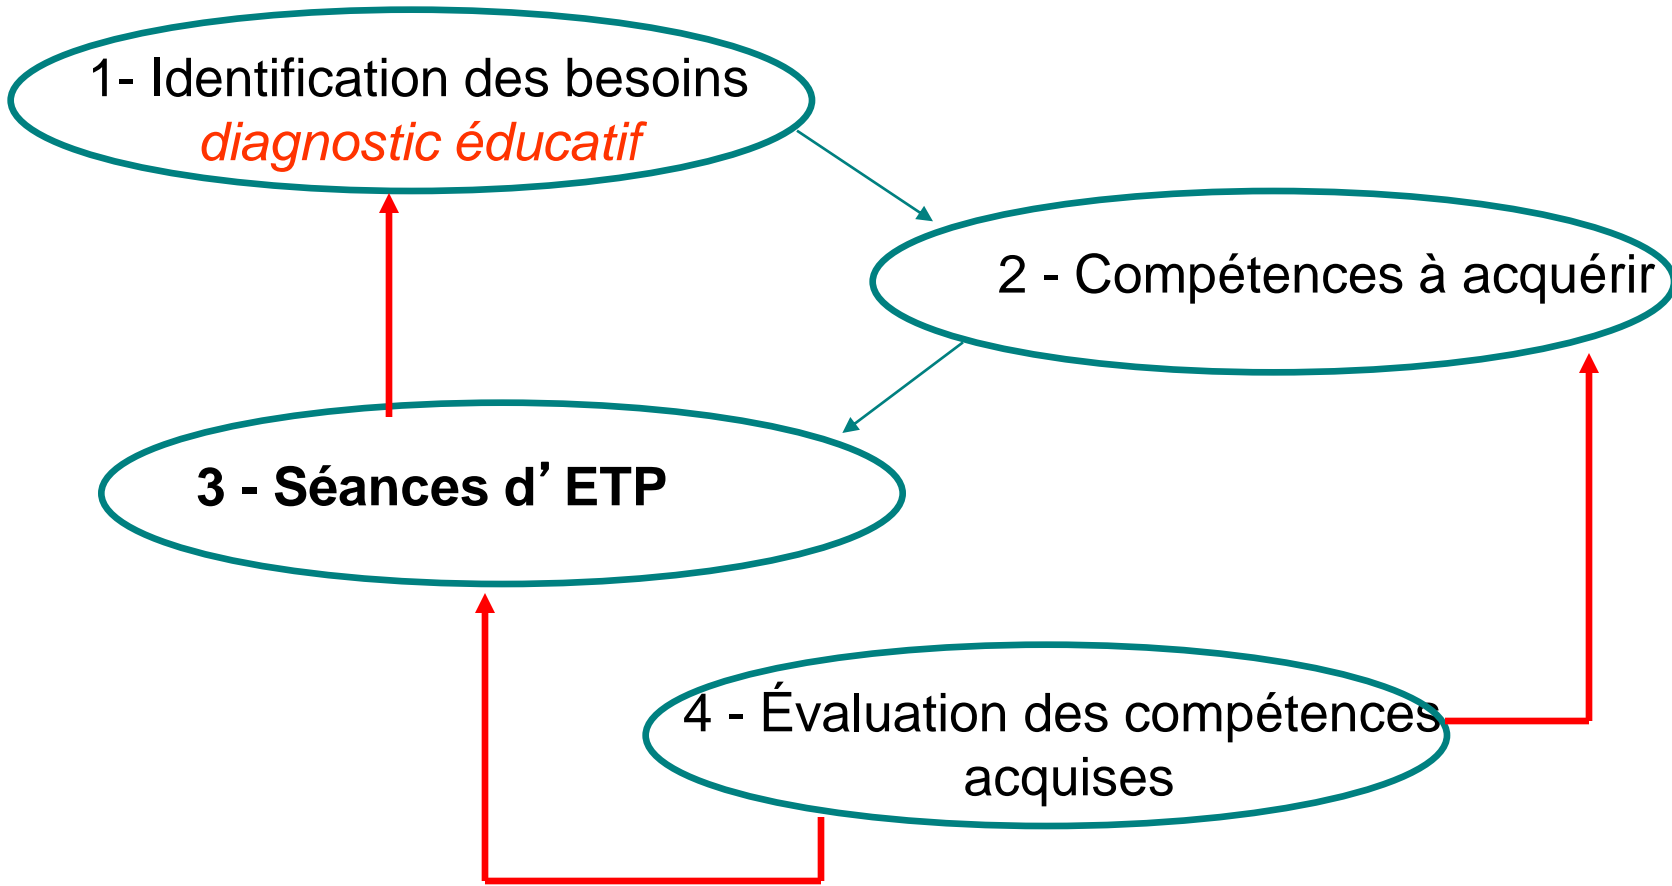 1- Identification des besoins
diagnostic éducatif
2 - Compétences à acquérir
3 - Séances d’ ETP
4 - Évaluation des compétences
acquises